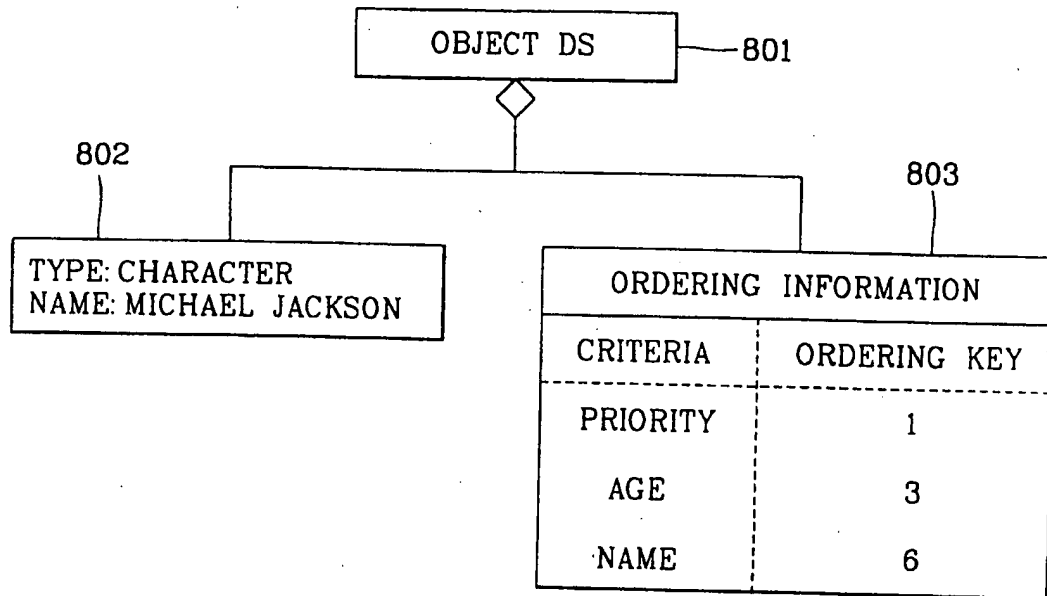 OBJECT DS
801
802
803
TYPE: CHARACTER
NAME: MICHAEL JACKSON
ORDERING INFORMATION
CRITERIA ORDERING KEY
PRIORITY 1
AGE 3
NAME 6